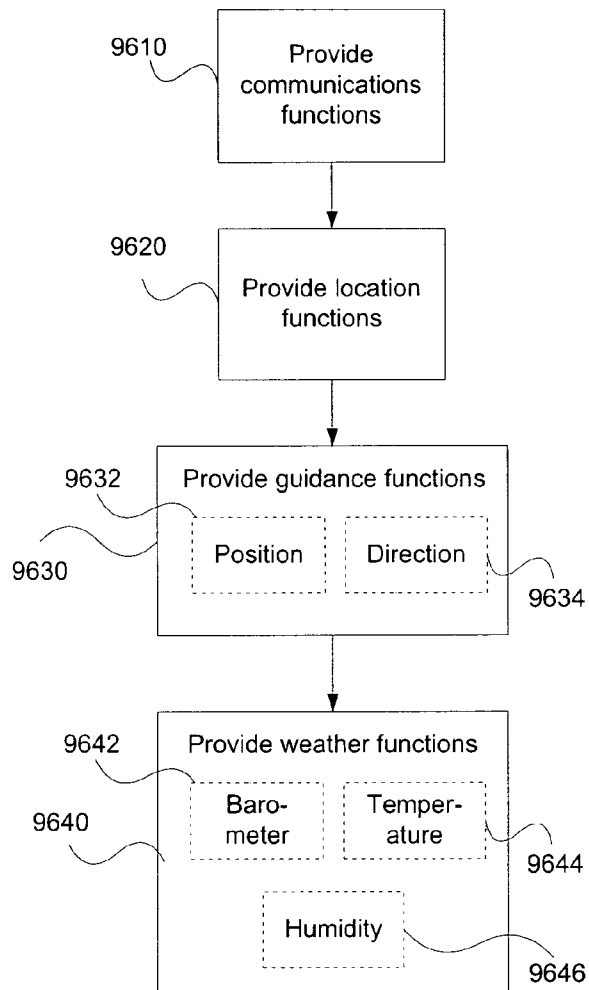 9610
Provide
communications
functions
9620
Provide location
functions
9632
Provide guidance functions
Position
Direction
9630
9634
9642
Provide weather functions
Baro-
meter
Temper-
ature
9640
9644
Humidity
9646